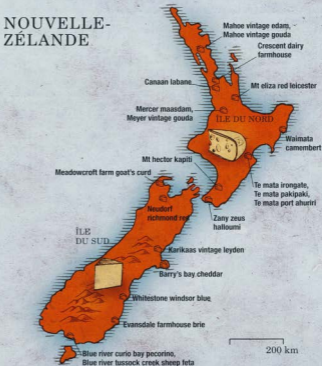 NOUVELLE-
ZÉLANDE
Mahoe vintage edam,
Mahoe vintage gouda
Crescent dairy
farmhouse
Canaan labane
Mt eliza red leicester
Mercer maasdam,
Meyer vintage gouda
ÎLE DU NORD
Waimata
camembert
Mt hector kapiti
Meadowcroft farm goat's curd
Te mata irongate,
Te mata pakipaki,
Te mata port ahuriri
Neudorf
richmond red
Zany zeus
halloumi
ÎLE
DU SUD
Karikaas vintage leyden
Barry's bay cheddar
Whitestone windsor blue
Evansdale farmhouse brie
Blue river curio bay pecorino,
Blue river tussock creek sheep feta
200 km